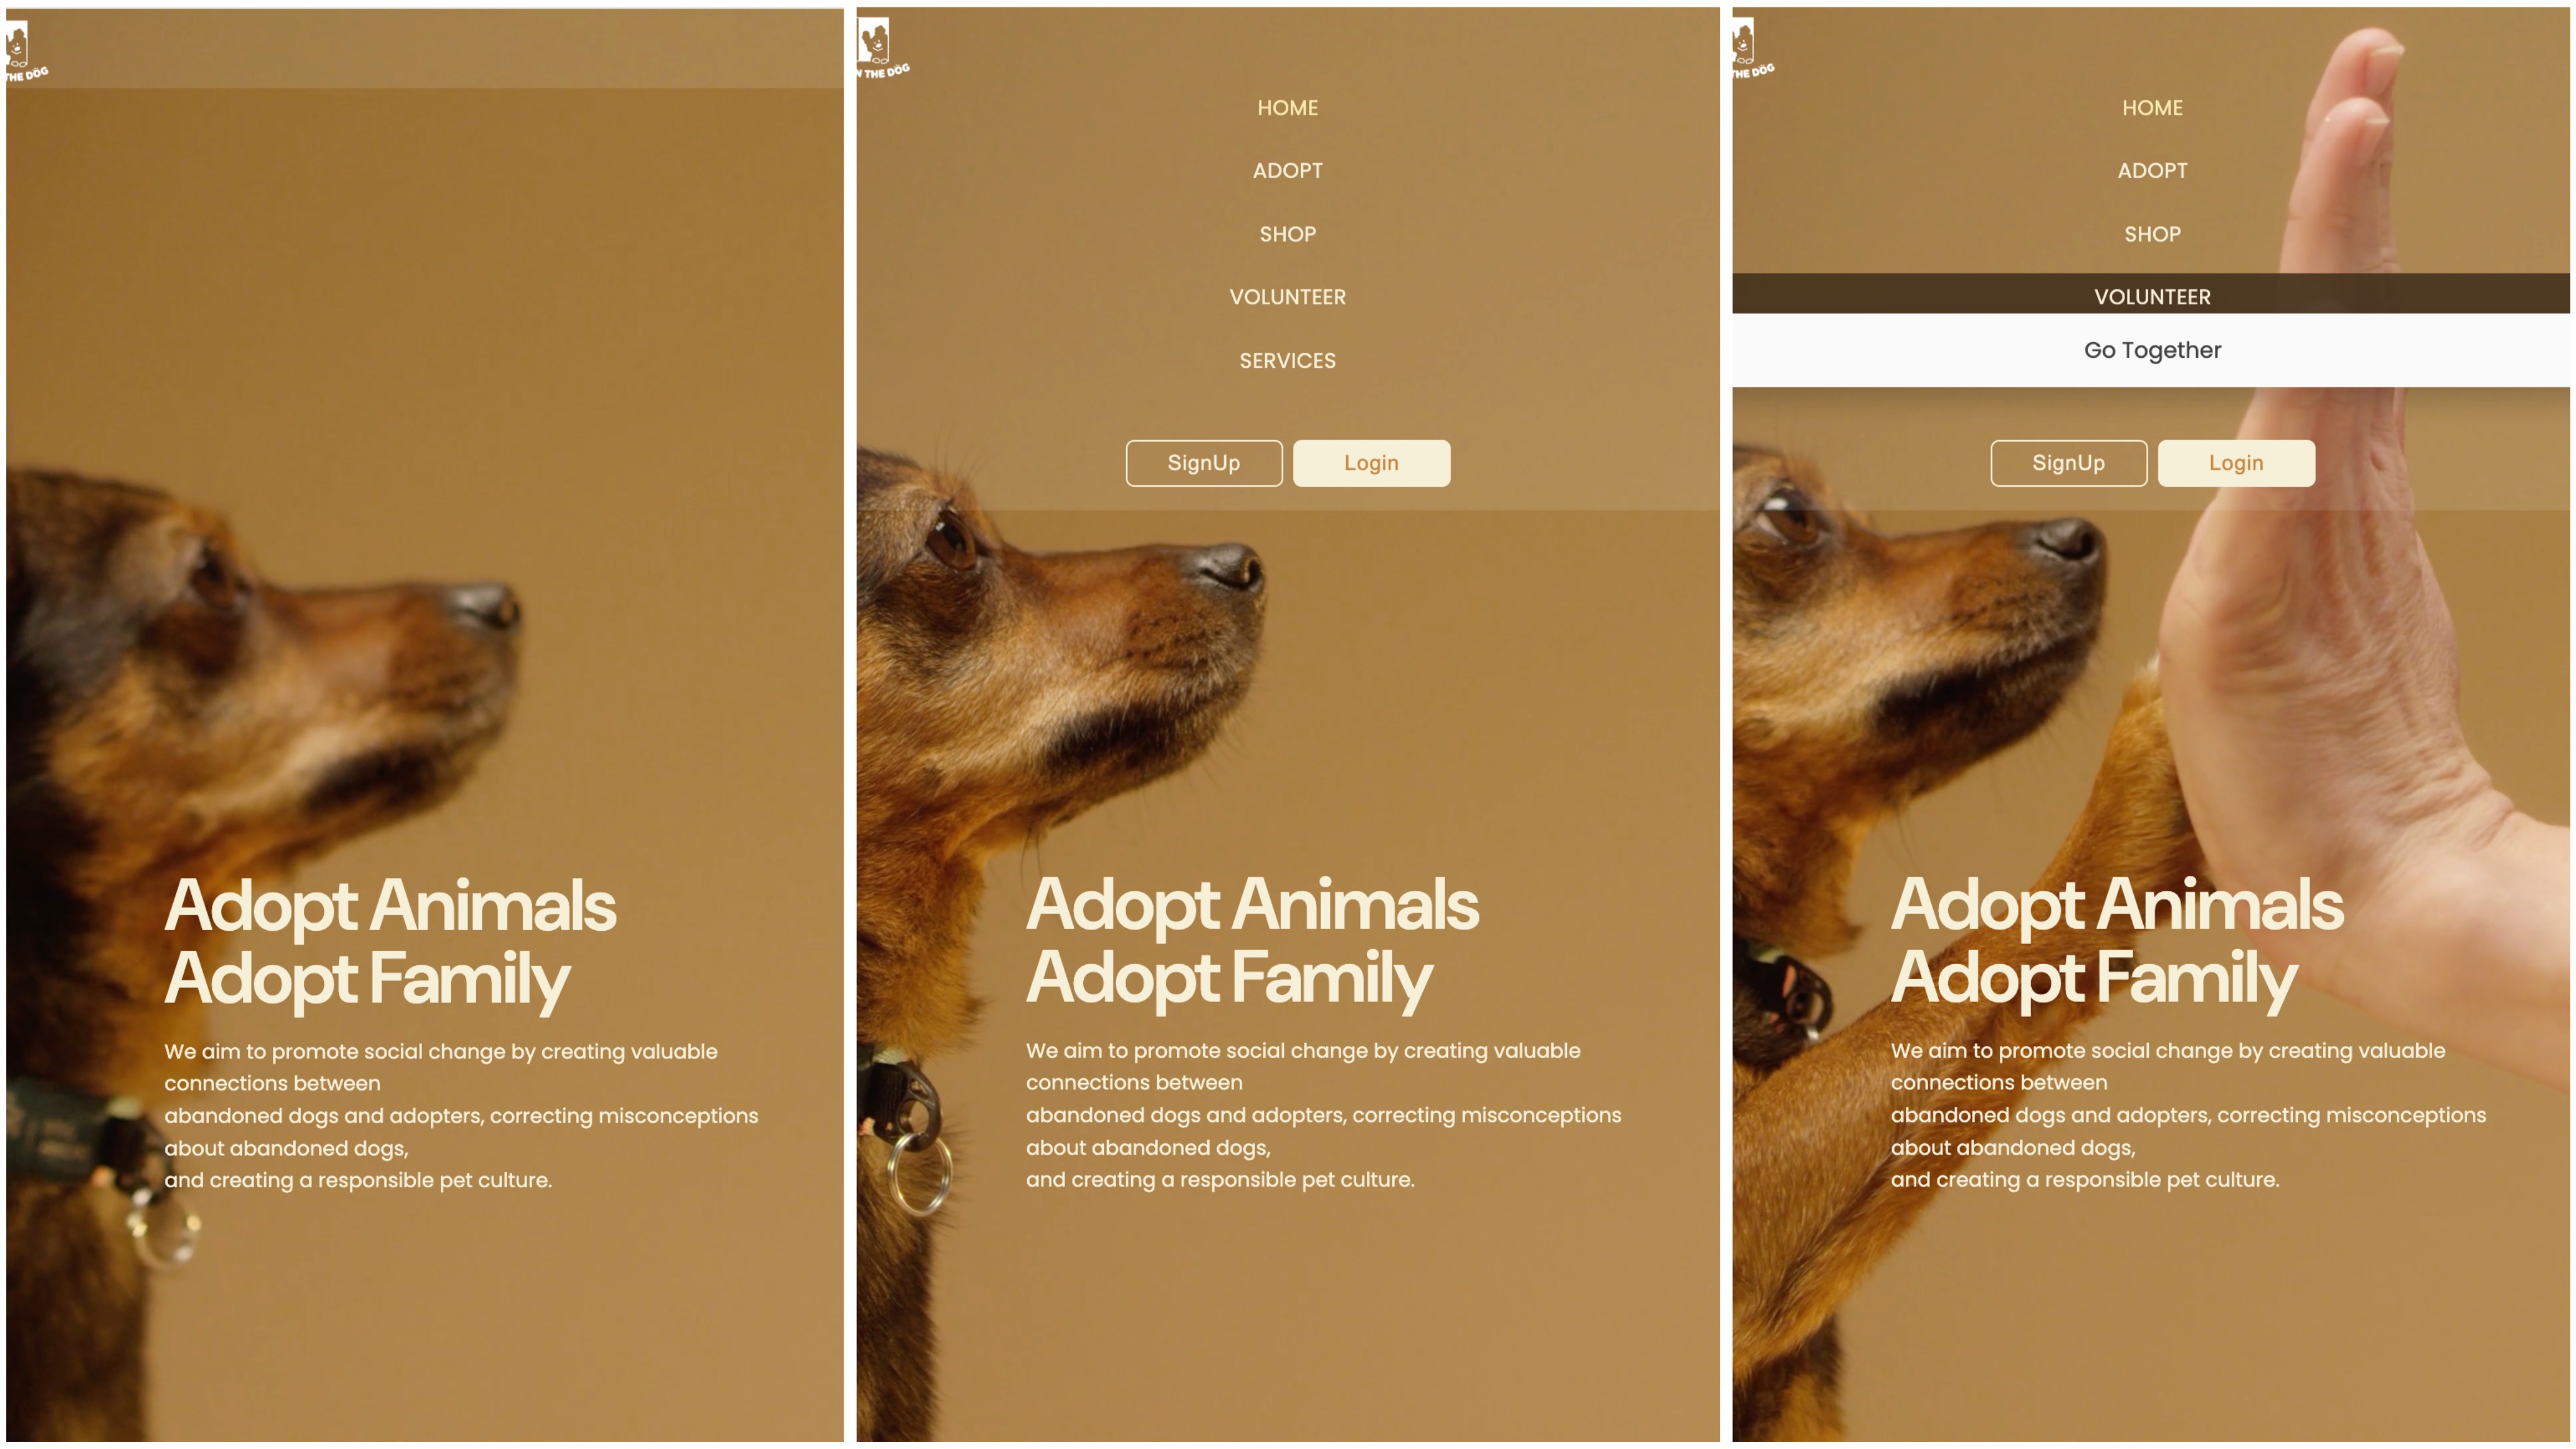 THE DOG
Adopt Animals
Adopt Family
We aim to promote social change by creating valuable
connections between
abandoned dogs and adopters, correcting misconceptions
about abandoned dogs,
and creating a responsible pet culture.
N THE DOG
HOME
ADOPT
SHOP
VOLUNTEER
SERVICES
SignUp Login
Adopt Animals
Adopt Family
We aim to promote social change by creating valuable
connections between
abandoned dogs and adopters, correcting misconceptions
about abandoned dogs,
and creating a responsible pet culture.
THE DOG
HOME
ADOPT
SHOP
VOLUNTEER
Go Together
SignUp Login
Adopt Animals
Adopt Family
We aim to promote social change by creating valuable
connections between
abandoned dogs and adopters, correcting misconceptions
about abandoned dogs,
and creating a responsible pet culture.